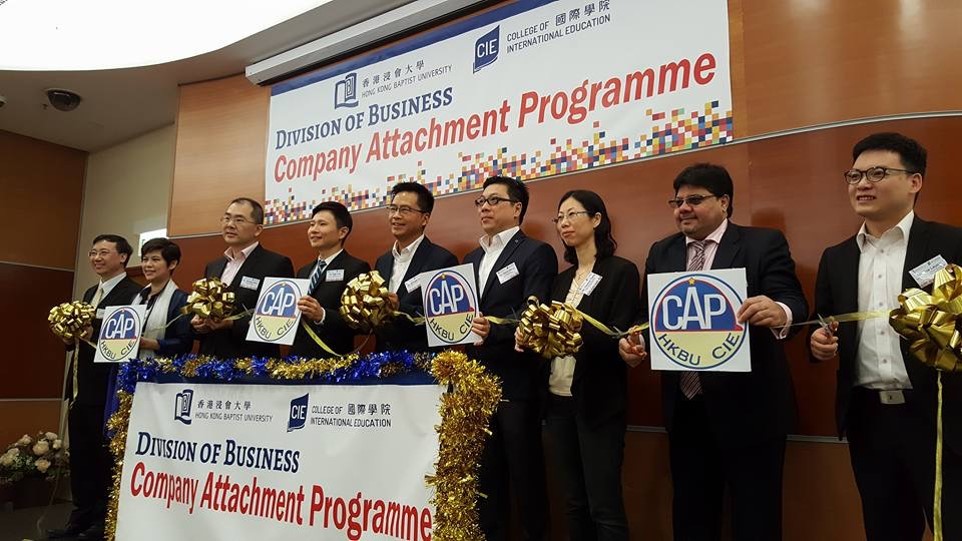 香港浸會大學
HONG KONG BAPTIST UNIVERSITY
CIE
COLLEGE OF 國際學院
INTERNATIONAL EDUCATION
DIVISION OF BUSINESS
Company Attachment Programme
CAP
HKBU CIE
CAP
HKBU CIE
CAP
HKBU CIE
CAP
HKBU CIE
香港浸會大學
HONG KONG BAPTIST UNIVERSITY
CIE
COLLEGE OF 國際學院
INTERNATIONAL EDUCATION
DIVISION OF BUSINESS
Company Attachment Programme